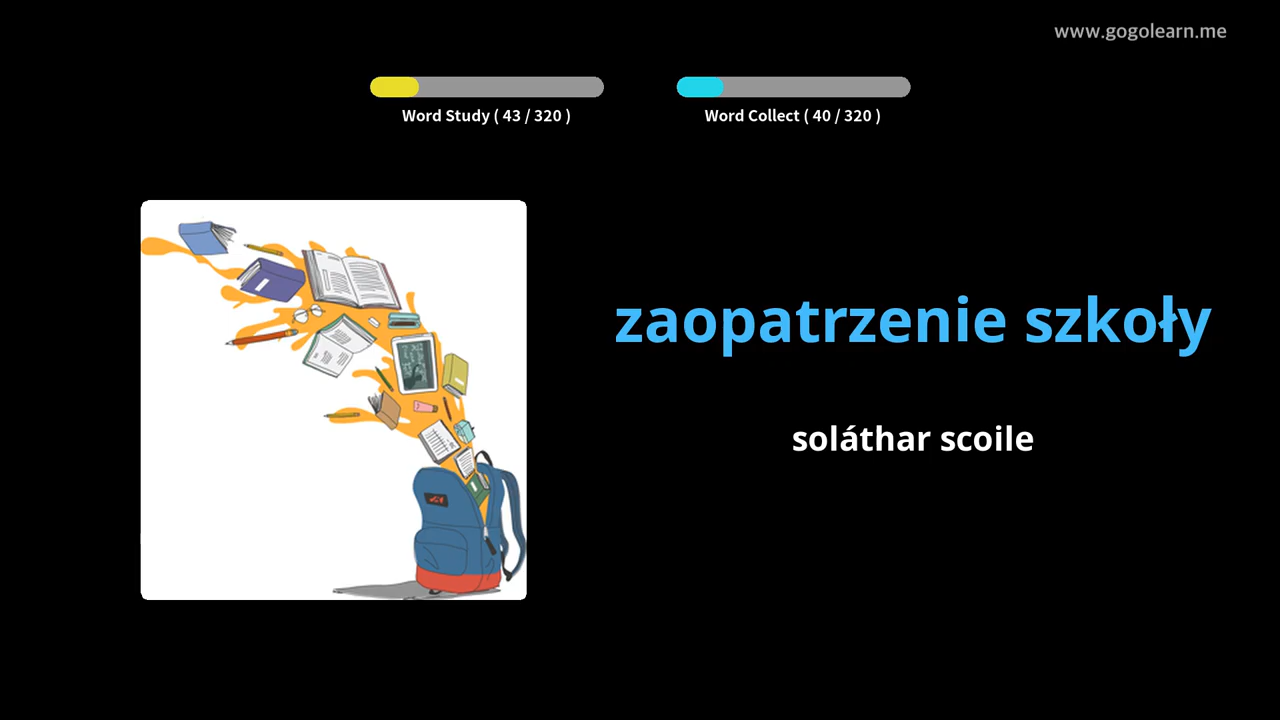 www.gogolearn.me
Word Study ( 43 / 320 )
Word Collect ( 40 / 320 )
zaopatrzenie szkoły
soláthar scoile